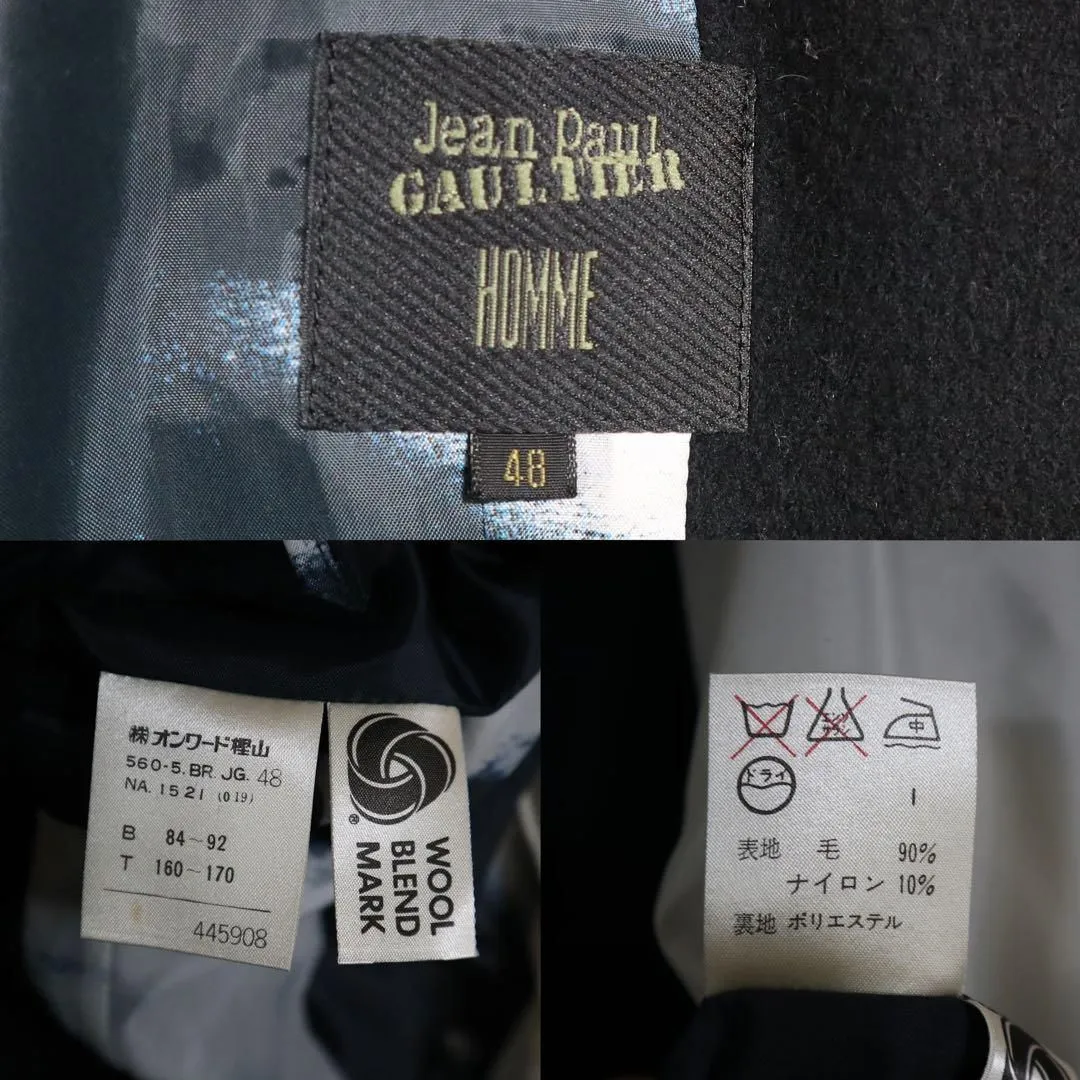 Jean Paul
GAULTIER
HOMME
48
㈱オンワード樫山
560-5. BR. JG. 48
NA. 1521 (019)
B 84～92
T 160～170
445908
WOOL
BLEND
MARK
®
中
ドライ
1
表地 毛 90%
ナイロン 10%
裏地 ポリエステル